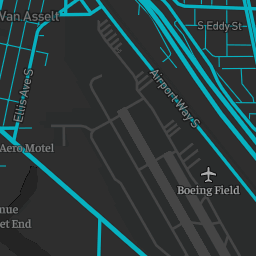 Van Asselt
S Eddy St
Ellis Ave S
Airport Way S
Aero Motel
Boeing Field
nue
et End